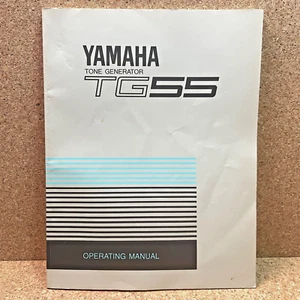 YAMAHA
TONE GENERATOR
TG55
OPERATING MANUAL